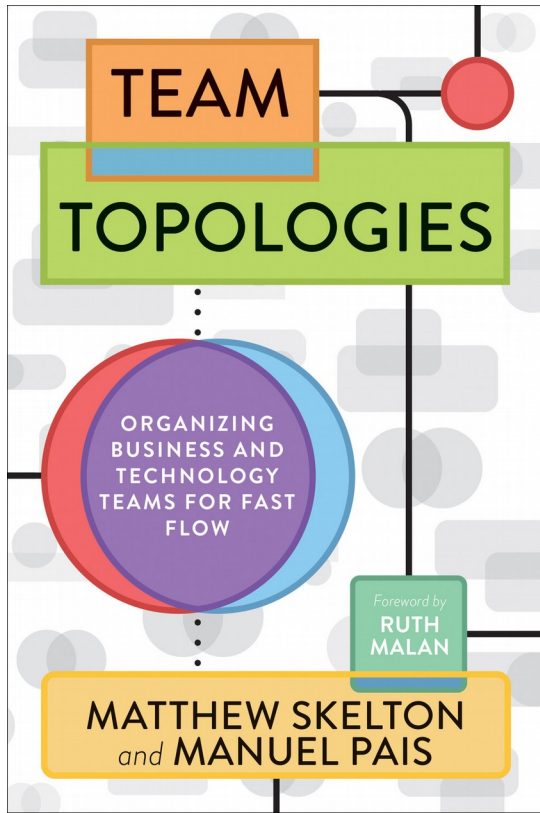 TEAM
TOPOLOGIES
ORGANIZING
BUSINESS AND
TECHNOLOGY
TEAMS FOR FAST
FLOW
Foreword by
RUTH
MALAN
MATTHEW SKELTON
and MANUEL PAIS